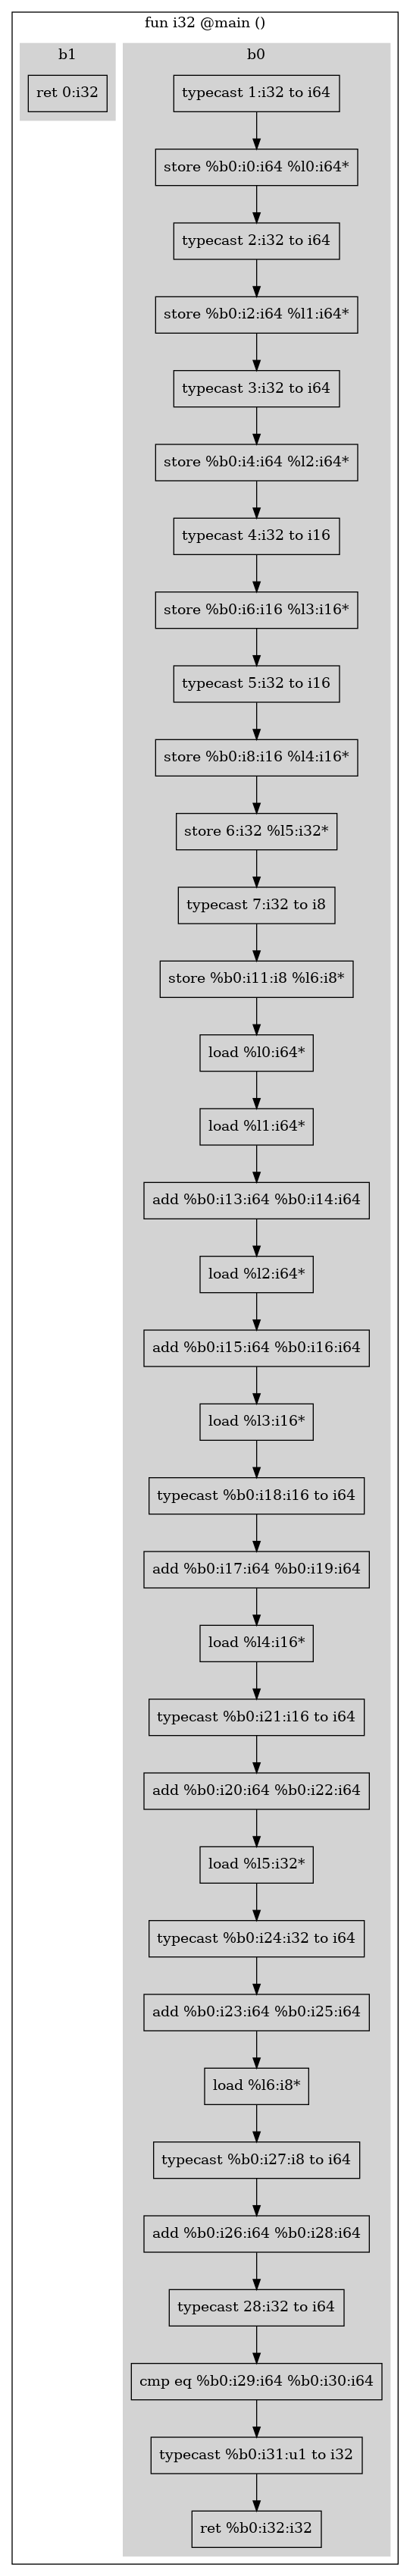 fun i32 @main ()
b1
ret 0:i32
b0
typecast 1:i32 to i64
store %b0:i0:i64 %l0:i64*
typecast 2:i32 to i64
store %b0:i2:i64 %l1:i64*
typecast 3:i32 to i64
store %b0:i4:i64 %l2:i64*
typecast 4:i32 to i16
store %b0:i6:i16 %l3:i16*
typecast 5:i32 to i16
store %b0:i8:i16 %l4:i16*
store 6:i32 %l5:i32*
typecast 7:i32 to i8
store %b0:i11:i8 %l6:i8*
load %l0:i64*
load %l1:i64*
add %b0:i13:i64 %b0:i14:i64
load %l2:i64*
add %b0:i15:i64 %b0:i16:i64
load %l3:i16*
typecast %b0:i18:i16 to i64
add %b0:i17:i64 %b0:i19:i64
load %l4:i16*
typecast %b0:i21:i16 to i64
add %b0:i20:i64 %b0:i22:i64
load %l5:i32*
typecast %b0:i24:i32 to i64
add %b0:i23:i64 %b0:i25:i64
load %l6:i8*
typecast %b0:i27:i8 to i64
add %b0:i26:i64 %b0:i28:i64
typecast 28:i32 to i64
cmp eq %b0:i29:i64 %b0:i30:i64
typecast %b0:i31:u1 to i32
ret %b0:i32:i32